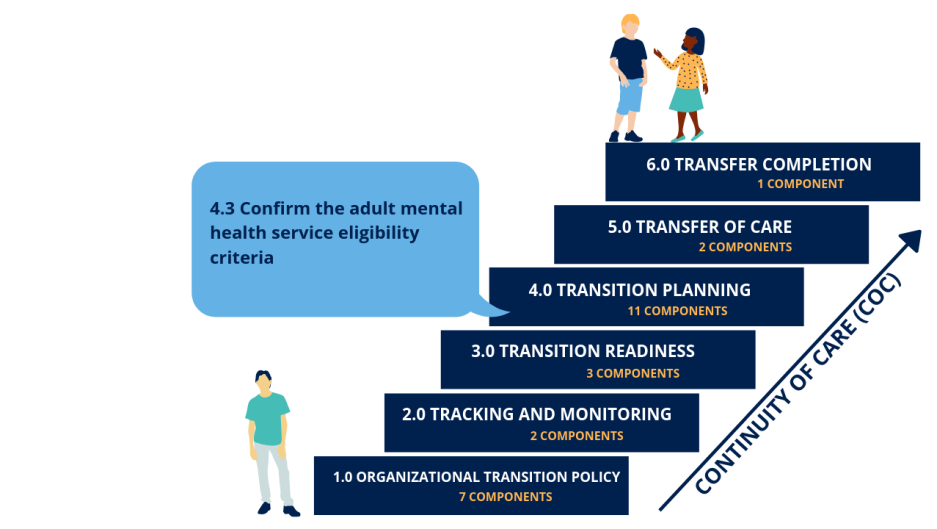 6.0 TRANSFER COMPLETION
1 COMPONENT
4.3 Confirm the adult mental
health service eligibility
criteria
5.0 TRANSFER OF CARE
2 COMPONENTS
4.0 TRANSITION PLANNING
11 COMPONENTS
3.0 TRANSITION READINESS
3 COMPONENTS
2.0 TRACKING AND MONITORING
2 COMPONENTS
1.0 ORGANIZATIONAL TRANSITION POLICY
7 COMPONENTS
CONTINUITY OF CARE (COC)